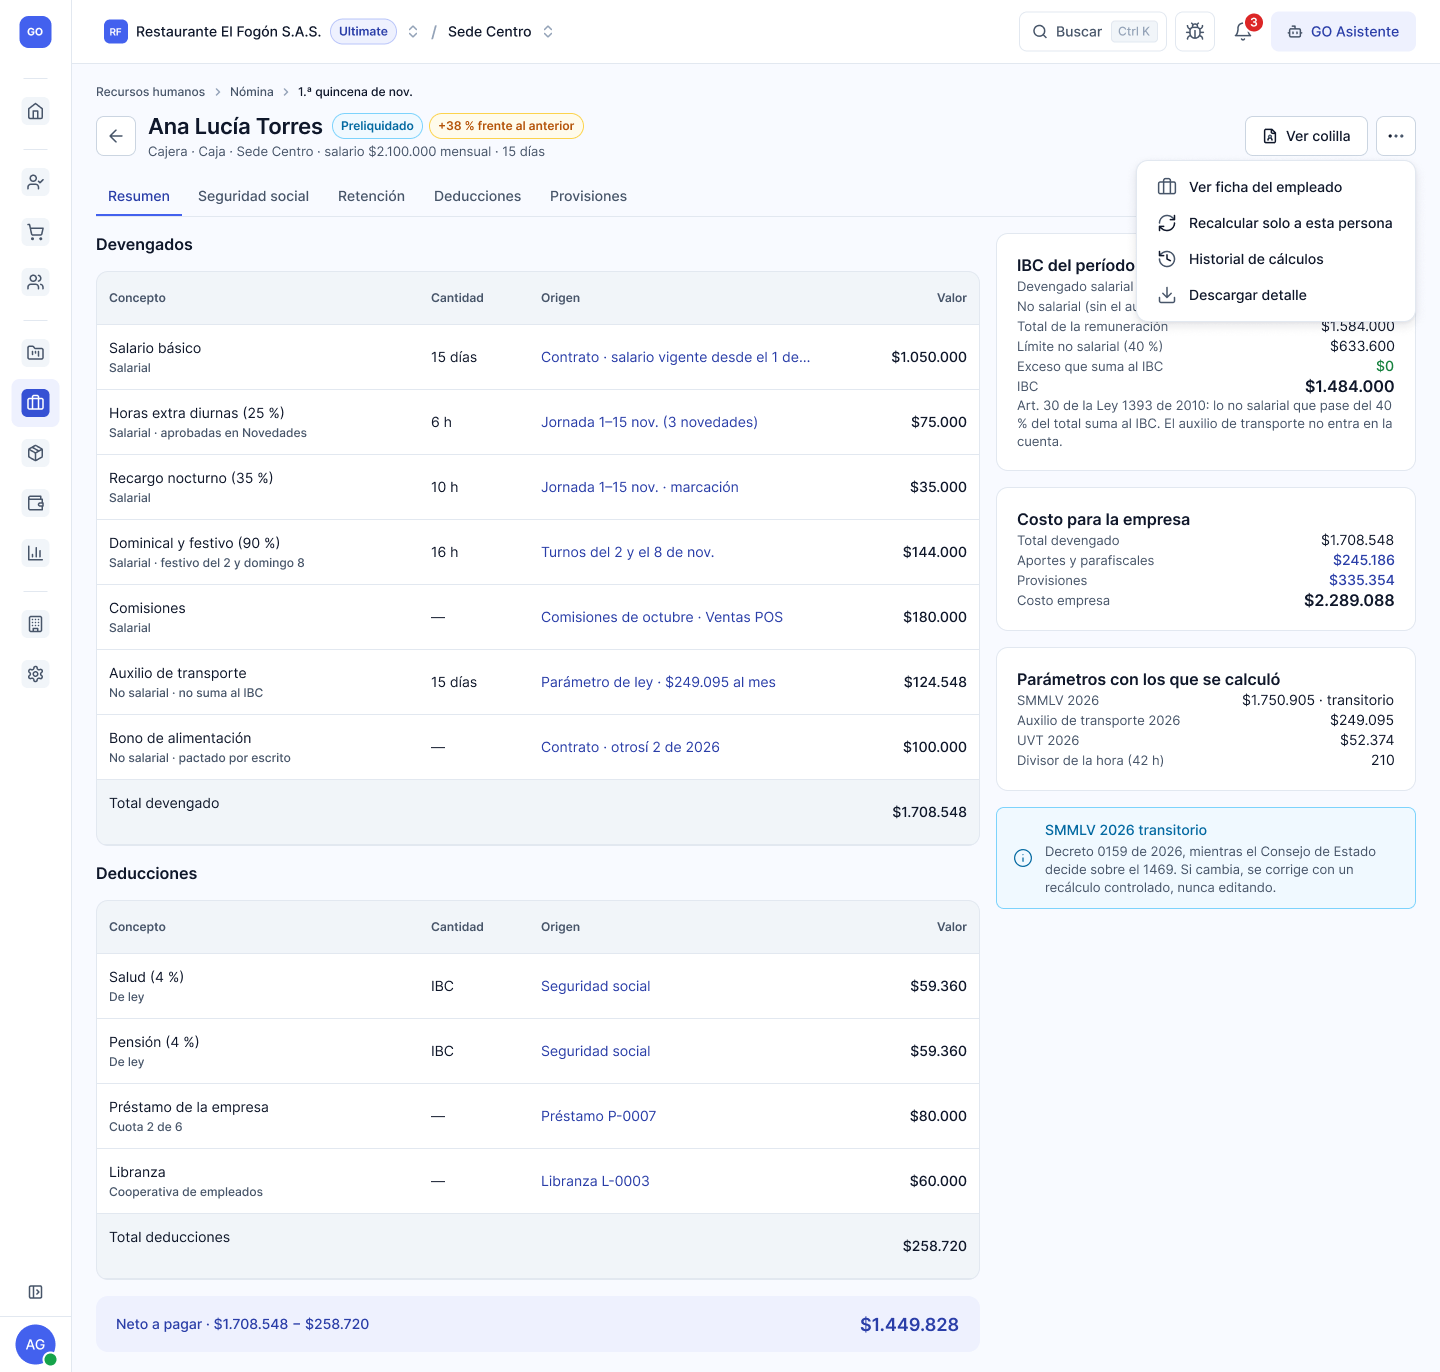 GO
RF Restaurante El Fogón S.A.S. Ultimate / Sede Centro
Buscar Ctrl K
3
GO Asistente
Recursos humanos > Nómina > 1.ª quincena de nov.
Ana Lucía Torres Preliquidado +38 % frente al anterior
Cajera · Caja · Sede Centro · salario $2.100.000 mensual · 15 días
Ver colilla
Ver ficha del empleado
Recalcular solo a esta persona
Historial de cálculos
Descargar detalle
Resumen Seguridad social Retención Deducciones Provisiones
Devengados
Concepto Cantidad Origen Valor
Salario básico
Salarial
15 días Contrato · salario vigente desde el 1 de... $1.050.000
Horas extra diurnas (25 %)
Salarial · aprobadas en Novedades
6 h Jornada 1–15 nov. (3 novedades) $75.000
Recargo nocturno (35 %)
Salarial
10 h Jornada 1–15 nov. · marcación $35.000
Dominical y festivo (90 %)
Salarial · festivo del 2 y domingo 8
16 h Turnos del 2 y el 8 de nov. $144.000
Comisiones
Salarial
— Comisiones de octubre · Ventas POS $180.000
Auxilio de transporte
No salarial · no suma al IBC
15 días Parámetro de ley · $249.095 al mes $124.548
Bono de alimentación
No salarial · pactado por escrito
— Contrato · otrosí 2 de 2026 $100.000
Total devengado $1.708.548
Deducciones
Concepto Cantidad Origen Valor
Salud (4 %)
De ley
IBC Seguridad social $59.360
Pensión (4 %)
De ley
IBC Seguridad social $59.360
Préstamo de la empresa
Cuota 2 de 6
— Préstamo P-0007 $80.000
Libranza
Cooperativa de empleados
— Libranza L-0003 $60.000
Total deducciones $258.720
Neto a pagar · $1.708.548 − $258.720 $1.449.828
IBC del período
Devengado salarial
No salarial (sin el au
Total de la remuneración $1.584.000
Límite no salarial (40 %) $633.600
Exceso que suma al IBC $0
IBC $1.484.000
Art. 30 de la Ley 1393 de 2010: lo no salarial que pase del 40
% del total suma al IBC. El auxilio de transporte no entra en la
cuenta.
Costo para la empresa
Total devengado $1.708.548
Aportes y parafiscales $245.186
Provisiones $335.354
Costo empresa $2.289.088
Parámetros con los que se calculó
SMMLV 2026 $1.750.905 · transitorio
Auxilio de transporte 2026 $249.095
UVT 2026 $52.374
Divisor de la hora (42 h) 210
SMMLV 2026 transitorio
Decreto 0159 de 2026, mientras el Consejo de Estado
decide sobre el 1469. Si cambia, se corrige con un
recálculo controlado, nunca editando.
AG